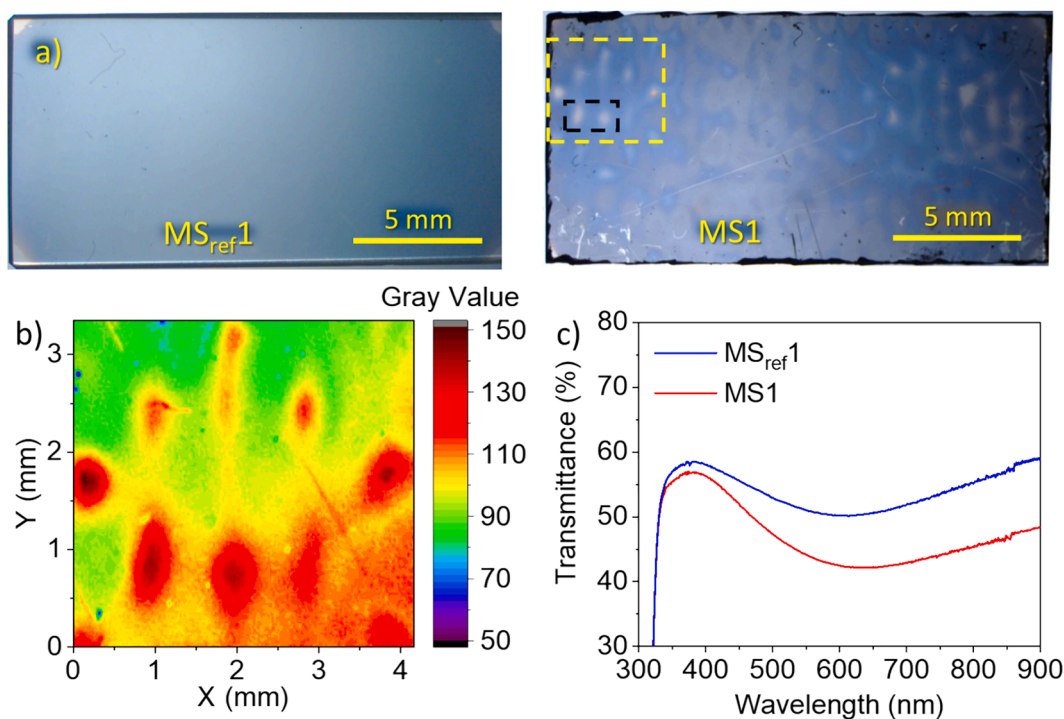 a)
MSref1
5 mm
MS1
5 mm
b)
Gray Value
150
130
110
90
70
50
3
2
1
0
Y (mm)
0 1 2 3 4
X (mm)
c)
MSref1
MS1
80
70
60
50
40
30
Transmittance (%)
300 400 500 600 700 800 900
Wavelength (nm)